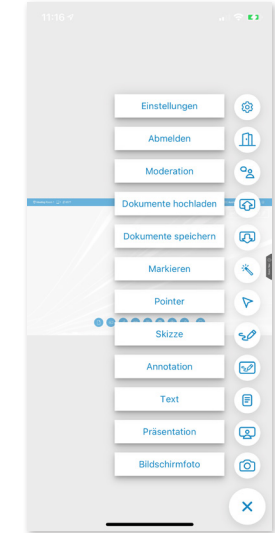 11:16
Einstellungen
Abmelden
Moderation
Dokumente hochladen
Dokumente speichern
Markieren
Pointer
Skizze
Annotation
Text
Präsentation
Bildschirmfoto